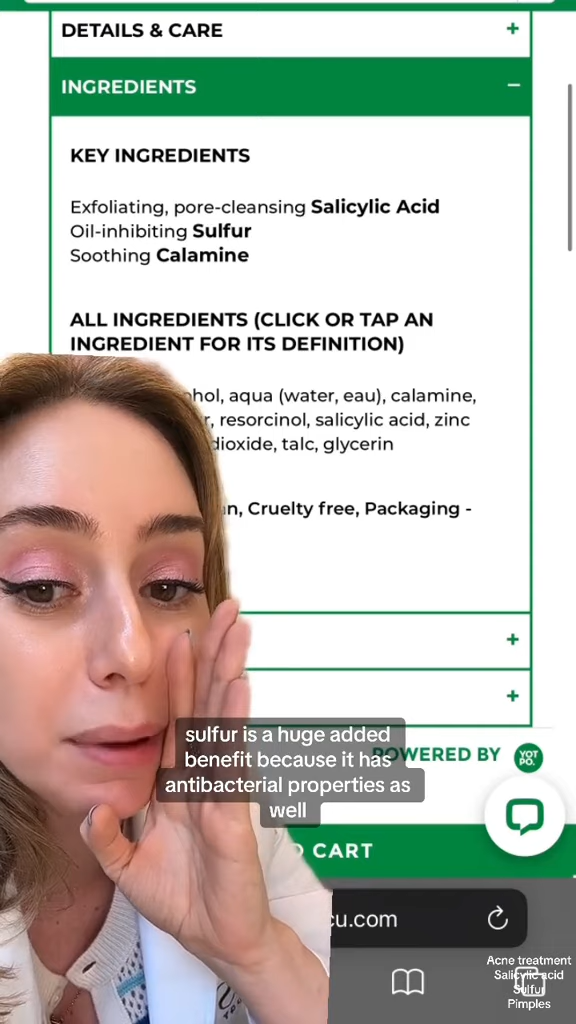 DETAILS & CARE +
INGREDIENTS −
KEY INGREDIENTS
Exfoliating, pore-cleansing Salicylic Acid
Oil-inhibiting Sulfur
Soothing Calamine
ALL INGREDIENTS (CLICK OR TAP AN
INGREDIENT FOR ITS DEFINITION)
aqua (water, eau), calamine,
resorcinol, salicylic acid, zinc
dioxide, talc, glycerin
Cruelty free, Packaging -
+
+
sulfur is a huge added
benefit because it has
antibacterial properties as
well
POWERED BY YOTPO.
CART
cu.com
Acne treatment
Salicylic acid
Sulfur
Pimples